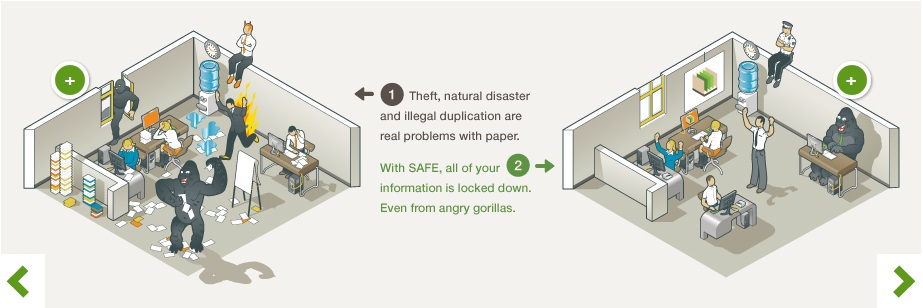 1 Theft, natural disaster
and illegal duplication are
real problems with paper.
With SAFE, all of your 2
information is locked down.
Even from angry gorillas.